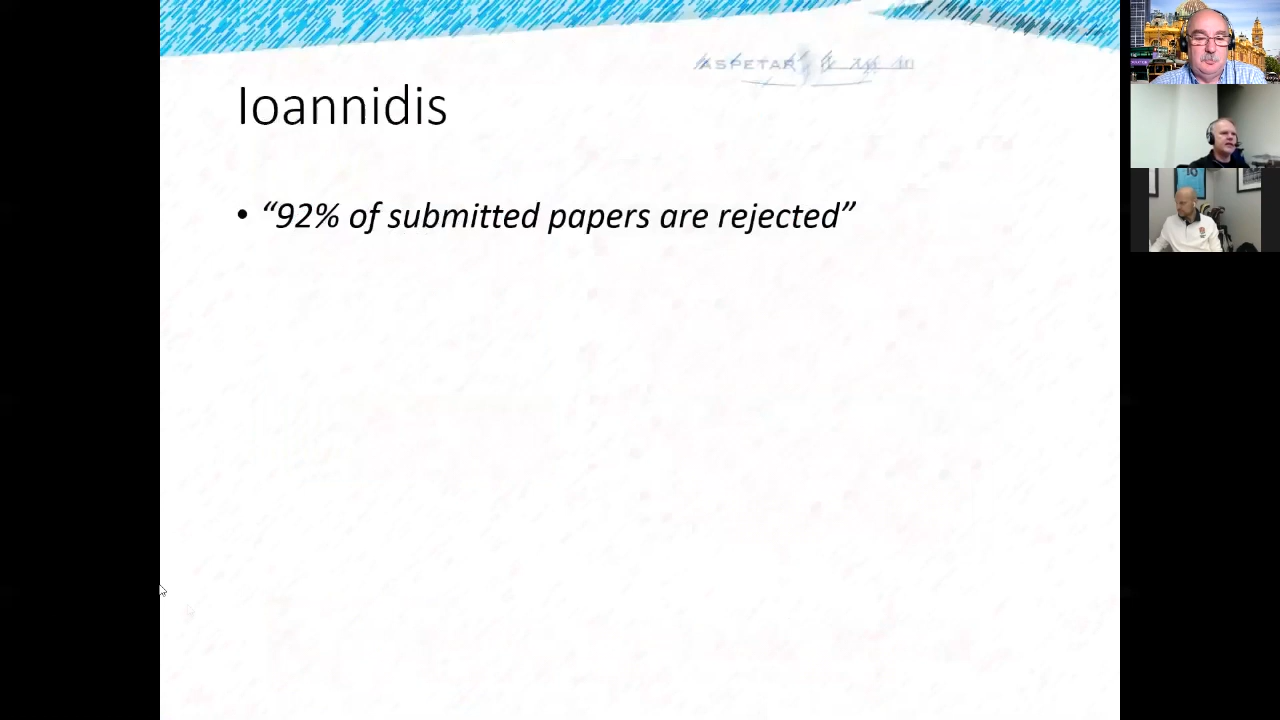 ASPETAR
Ioannidis
• “92% of submitted papers are rejected”